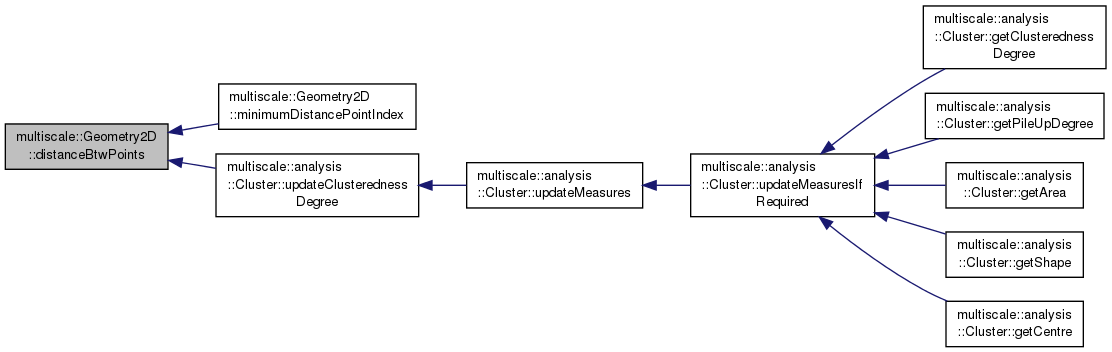 multiscale::Geometry2D
::distanceBtwPoints
multiscale::Geometry2D
::minimumDistancePointIndex
multiscale::analysis
::Cluster::updateClusteredness
Degree
multiscale::analysis
::Cluster::updateMeasures
multiscale::analysis
::Cluster::updateMeasuresIf
Required
multiscale::analysis
::Cluster::getClusteredness
Degree
multiscale::analysis
::Cluster::getPileUpDegree
multiscale::analysis
::Cluster::getArea
multiscale::analysis
::Cluster::getShape
multiscale::analysis
::Cluster::getCentre